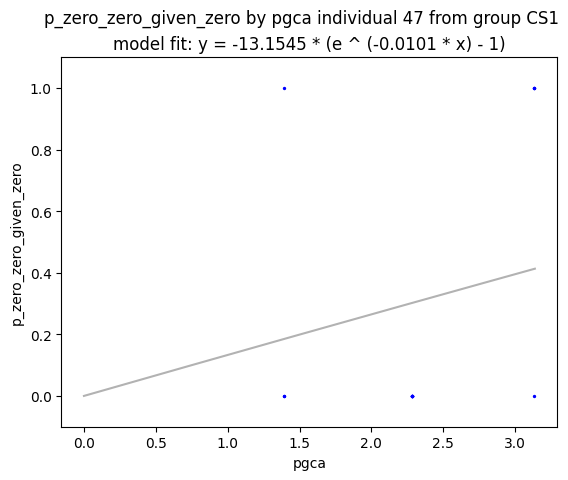 p_zero_zero_given_zero by pgca individual 47 from group CS1
model fit: y = -13.1545 * (e ^ (-0.0101 * x) - 1)
1.0
0.8
0.6
0.4
0.2
0.0
p_zero_zero_given_zero
0.0 0.5 1.0 1.5 2.0 2.5 3.0
pgca